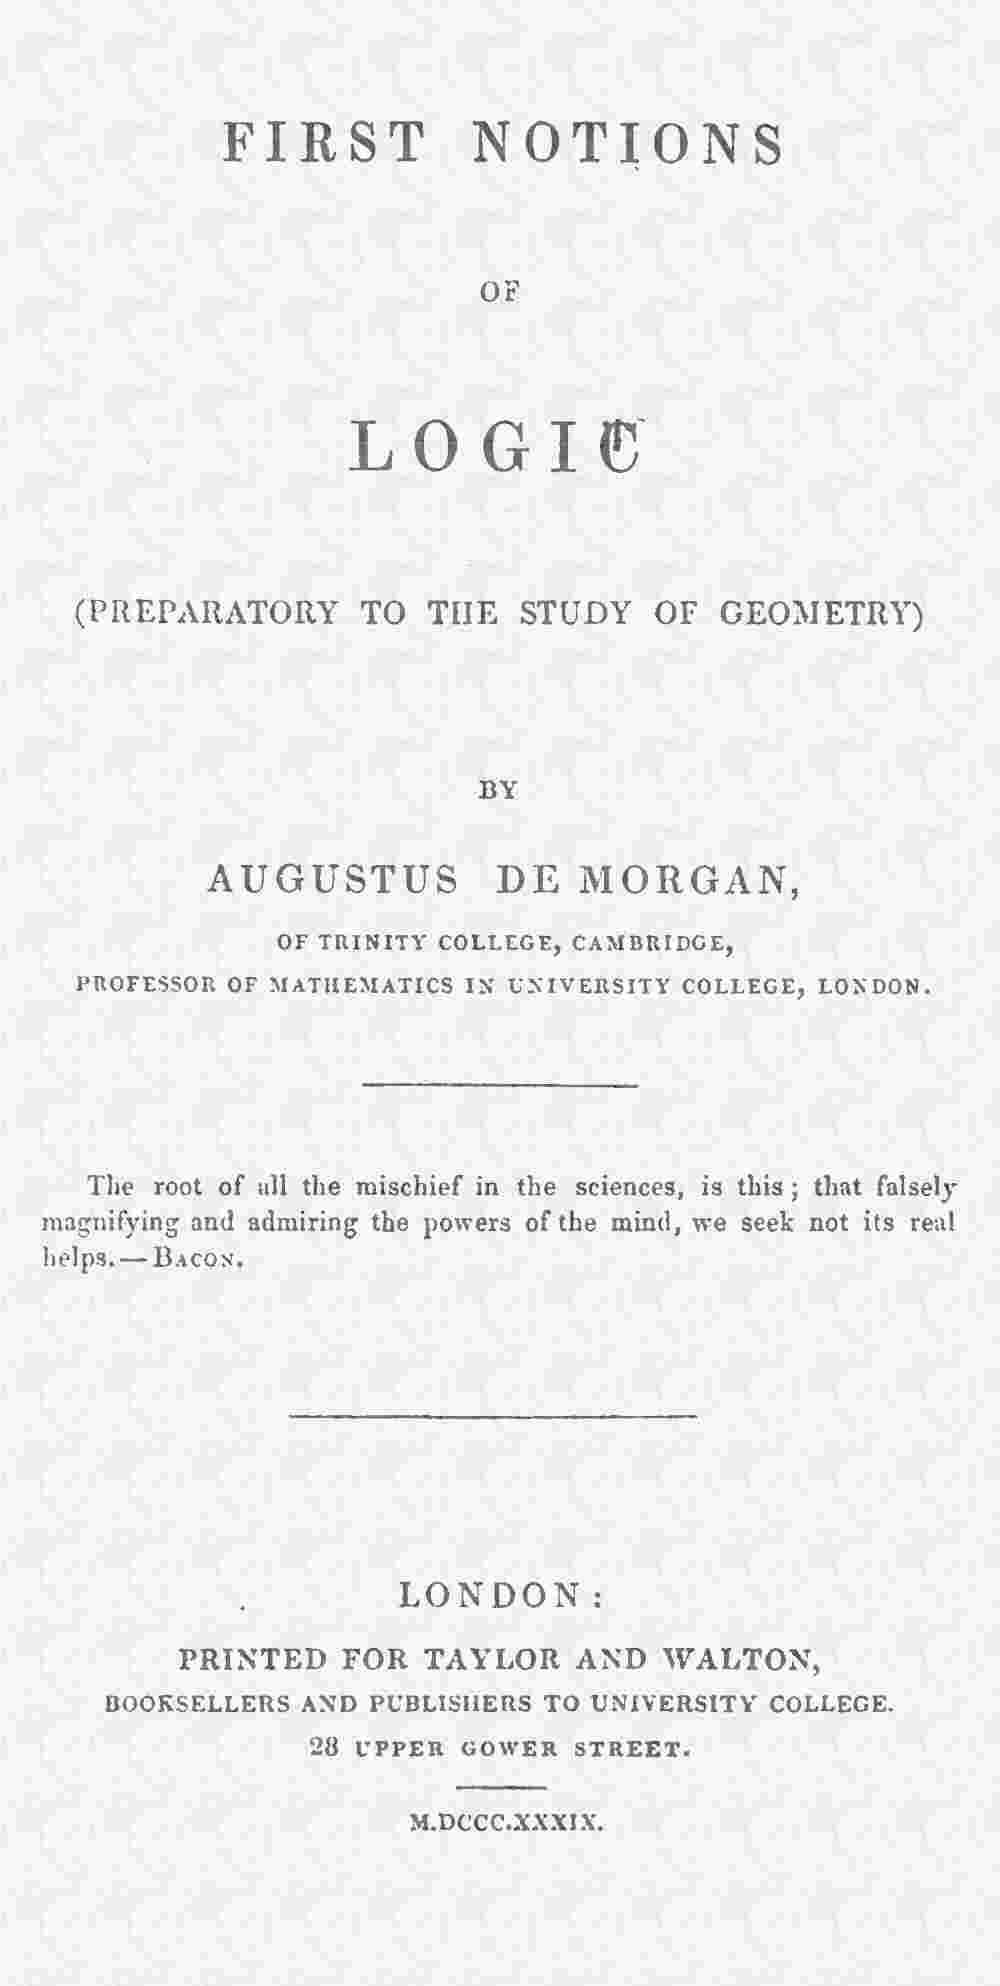 FIRST NOTIONS
OF
LOGIC
(PREPARATORY TO THE STUDY OF GEOMETRY)
BY
AUGUSTUS DE MORGAN,
OF TRINITY COLLEGE, CAMBRIDGE,
PROFESSOR OF MATHEMATICS IN UNIVERSITY COLLEGE, LONDON.
The root of all the mischief in the sciences, is this; that falsely
magnifying and admiring the powers of the mind, we seek not its real
helps.—BACON.
LONDON:
PRINTED FOR TAYLOR AND WALTON,
BOOKSELLERS AND PUBLISHERS TO UNIVERSITY COLLEGE.
28 UPPER GOWER STREET.
M.DCCC.XXXIX.